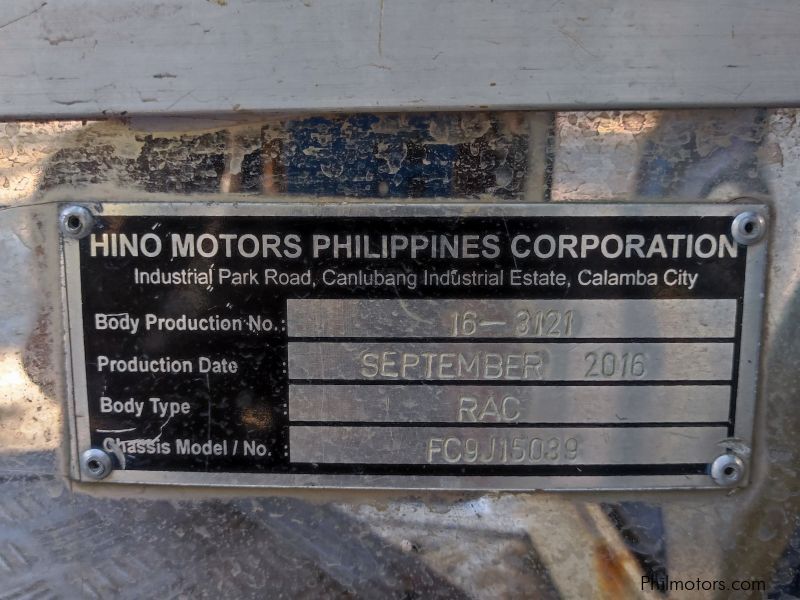 HINO MOTORS PHILIPPINES CORPORATION
Industrial Park Road, Canlubang Industrial Estate, Calamba City
Body Production No.: 16-3121
Production Date : SEPTEMBER 2016
Body Type : RAC
Chassis Model / No. : FC9J15039
Philmotors.com